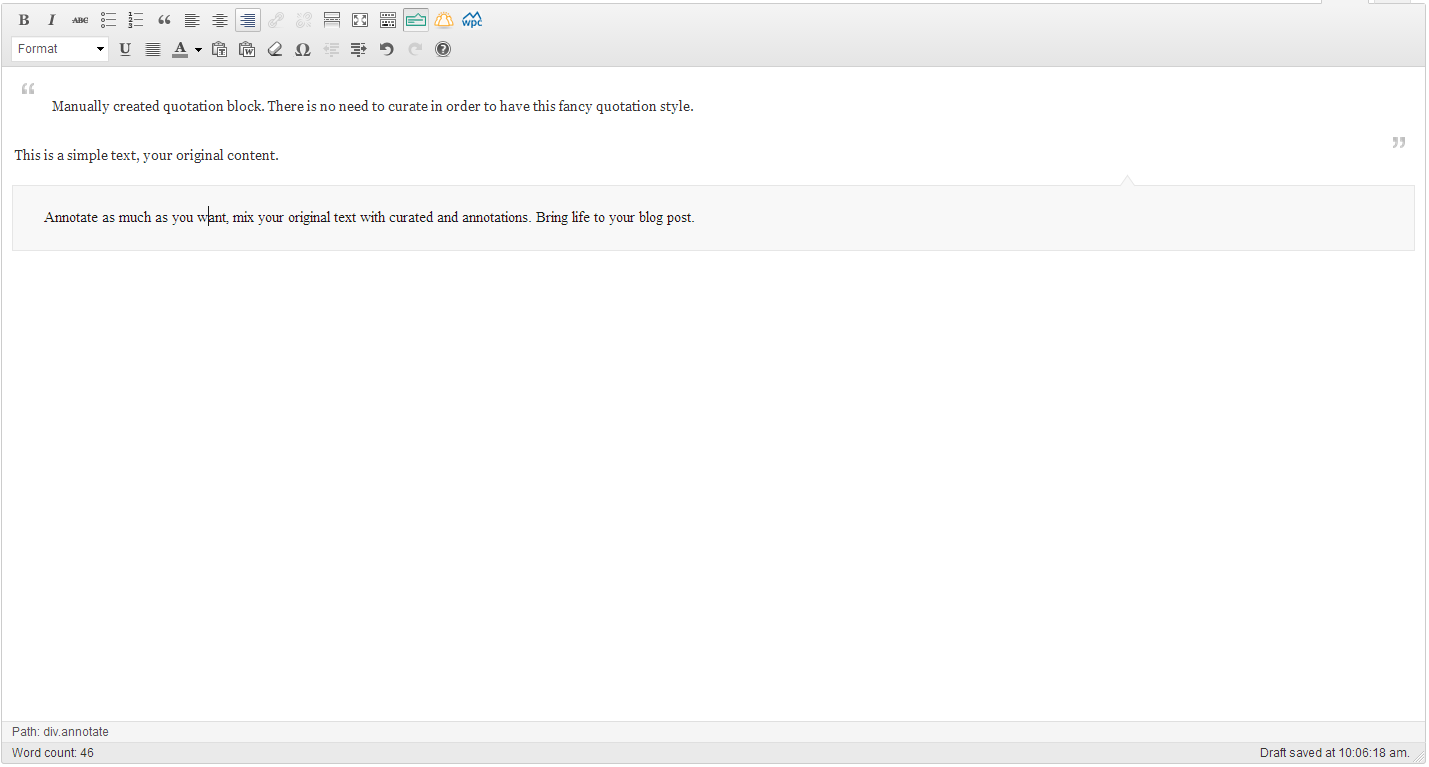 B I ABC wpc
Format U A Ω
Manually created quotation block. There is no need to curate in order to have this fancy quotation style.
This is a simple text, your original content.
Annotate as much as you want, mix your original text with curated and annotations. Bring life to your blog post.
Path: div.annotate
Word count: 46 Draft saved at 10:06:18 am.